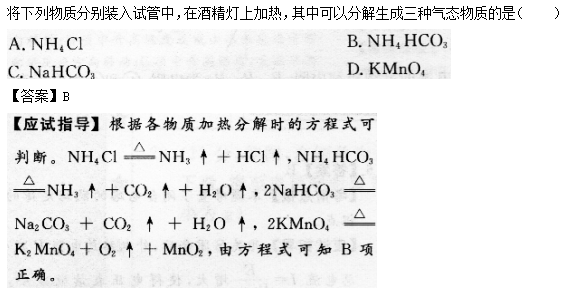 将下列物质分别装入试管中，在酒精灯上加热，其中可以分解生成三种气态物质的是（　　）
A. NH₄Cl　　B. NH₄HCO₃
C. NaHCO₃　　D. KMnO₄
【答案】B
【应试指导】根据各物质加热分解时的方程式可
判断。NH₄Cl ≜ NH₃↑+HCl↑，NH₄HCO₃
≜NH₃↑+CO₂↑+H₂O↑，2NaHCO₃ ≜
Na₂CO₃ + CO₂ ↑ + H₂O ↑，2KMnO₄ ≜
K₂MnO₄+O₂↑+MnO₂，由方程式可知 B 项
正确。